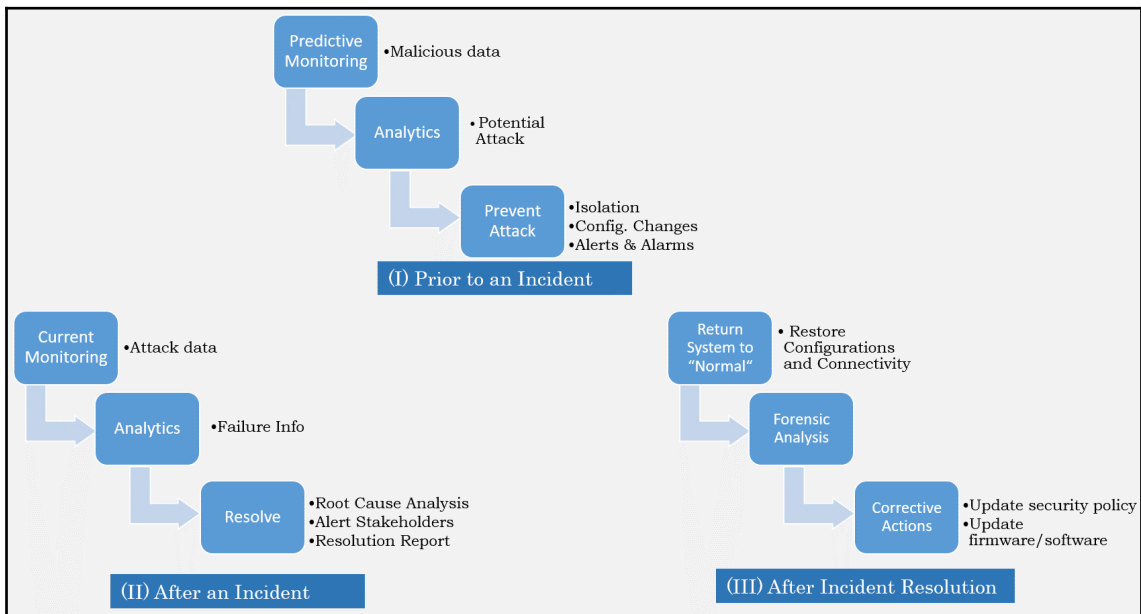 Predictive
Monitoring
•Malicious data
Analytics
• Potential
Attack
Prevent
Attack
•Isolation
•Config. Changes
•Alerts & Alarms
(I) Prior to an Incident
Current
Monitoring
•Attack data
Analytics
•Failure Info
Resolve
•Root Cause Analysis
•Alert Stakeholders
•Resolution Report
(II) After an Incident
Return
System to
“Normal“
• Restore
Configurations
and Connectivity
Forensic
Analysis
Corrective
Actions
•Update security policy
•Update
firmware/software
(III) After Incident Resolution